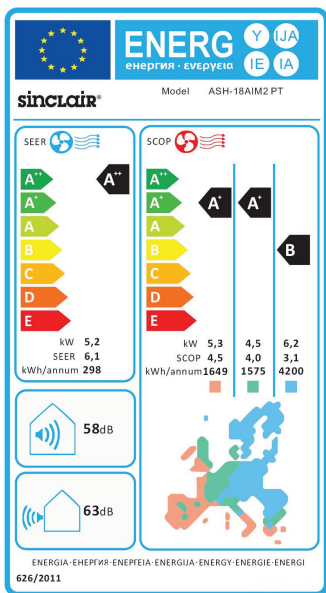 ENERG Y IJA
енергия · ενεργεια IE IA
sinclair®
Model ASH-18AIM2 PT
SEER
A++ A++
A+
A
B
C
D
E
kW 5,2
SEER 6,1
kWh/annum 298
SCOP
A++
A+ A+ A+
A
B B
C
D
E
kW 5,3 4,5 6,2
SCOP 4,5 4,0 3,1
kWh/annum 1649 1575 4200
58dB
63dB
ENERGIA·ЕНЕРГИЯ·ΕΝΕΡΓΕΙΑ·ENERGIJA·ENERGY·ENERGIE·ENERGI
626/2011